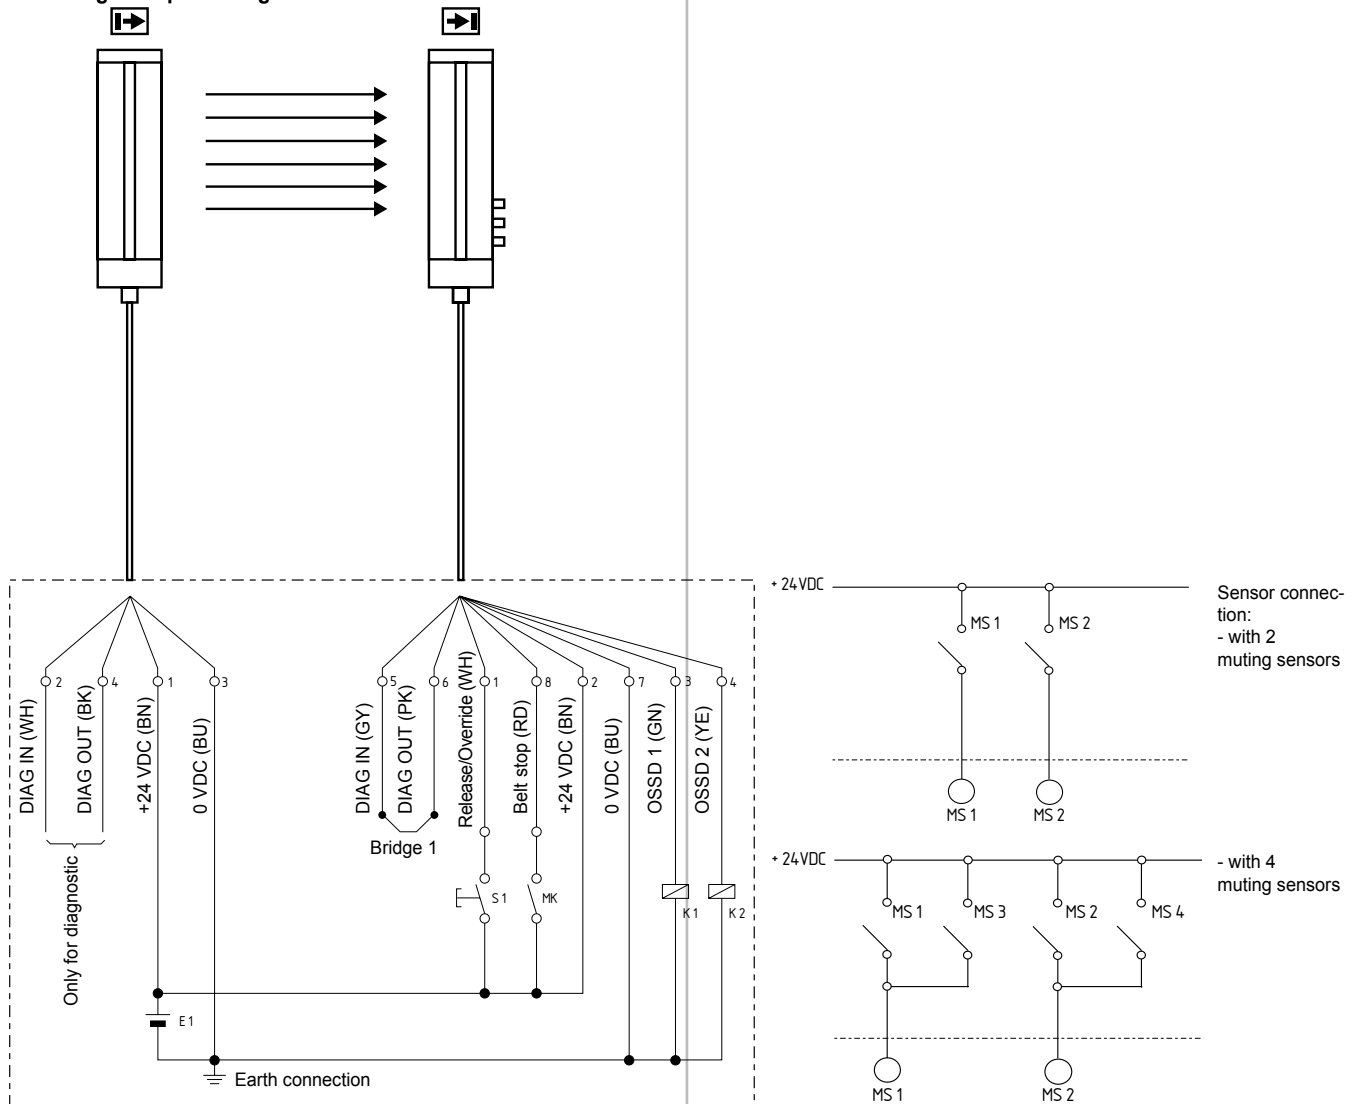 2
4
1
3
DIAG IN (WH)
DIAG OUT (BK)
+24 VDC (BN)
0 VDC (BU)
Only for diagnostic
E1
Earth connection
5
6
1
8
2
7
3
4
DIAG IN (GY)
DIAG OUT (PK)
Release/Override (WH)
Belt stop (RD)
+24 VDC (BN)
0 VDC (BU)
OSSD 1 (GN)
OSSD 2 (YE)
Bridge 1
S1
MK
K1
K2
+ 24VDC
MS 1
MS 2
MS 1
MS 2
Sensor connec-
tion:
- with 2
muting sensors
+ 24VDC
MS 1
MS 3
MS 2
MS 4
MS 1
MS 2
- with 4
muting sensors